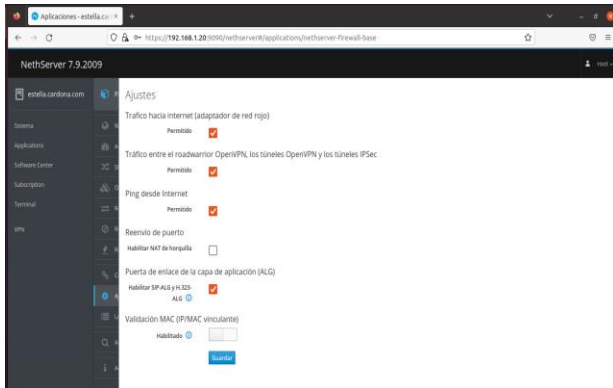 Aplicaciones - estella.car
https://192.168.1.20:9090/nethserver#/applications/nethserver-firewall-base
NethServer 7.9.2009
root
estella.cardona.com
Ajustes
Sistema
Applications
Software Center
Subscription
Terminal
VPN
Trafico hacia internet (adaptador de red rojo)
Permitido
Tráfico entre el roadwarrior OpenVPN, los túneles OpenVPN y los túneles IPSec
Permitido
Ping desde Internet
Permitido
Reenvío de puerto
Habilitar NAT de horquilla
Puerta de enlace de la capa de aplicación (ALG)
Habilitar SIP-ALG y H.323-
ALG
Validación MAC (IP/MAC vinculante)
Habilitado
Guardar